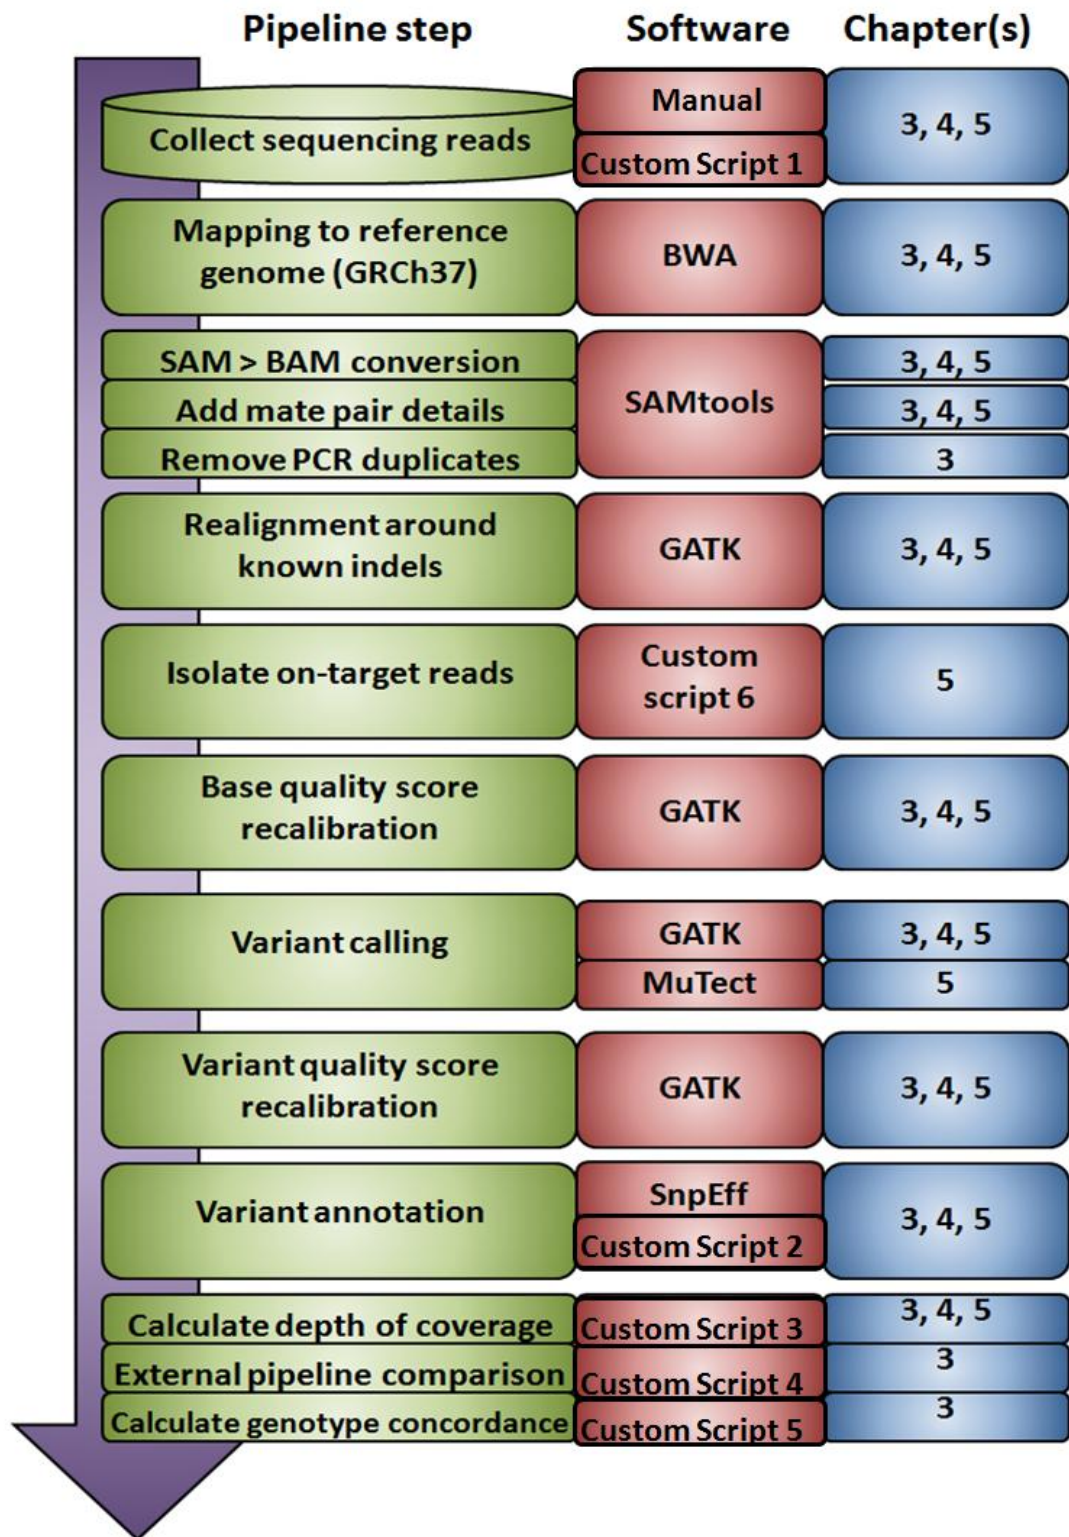 Pipeline step Software Chapter(s)
Manual
Collect sequencing reads
Custom Script 1
3, 4, 5
Mapping to reference
genome (GRCh37)
BWA
3, 4, 5
SAM > BAM conversion
SAMtools
3, 4, 5
Add mate pair details
3, 4, 5
Remove PCR duplicates
3
Realignment around
known indels
GATK
3, 4, 5
Isolate on-target reads
Custom
script 6
5
Base quality score
recalibration
GATK
3, 4, 5
Variant calling
GATK
3, 4, 5
MuTect
5
Variant quality score
recalibration
GATK
3, 4, 5
Variant annotation
SnpEff
Custom Script 2
3, 4, 5
Calculate depth of coverage
Custom Script 3
3, 4, 5
External pipeline comparison
Custom Script 4
3
Calculate genotype concordance
Custom Script 5
3